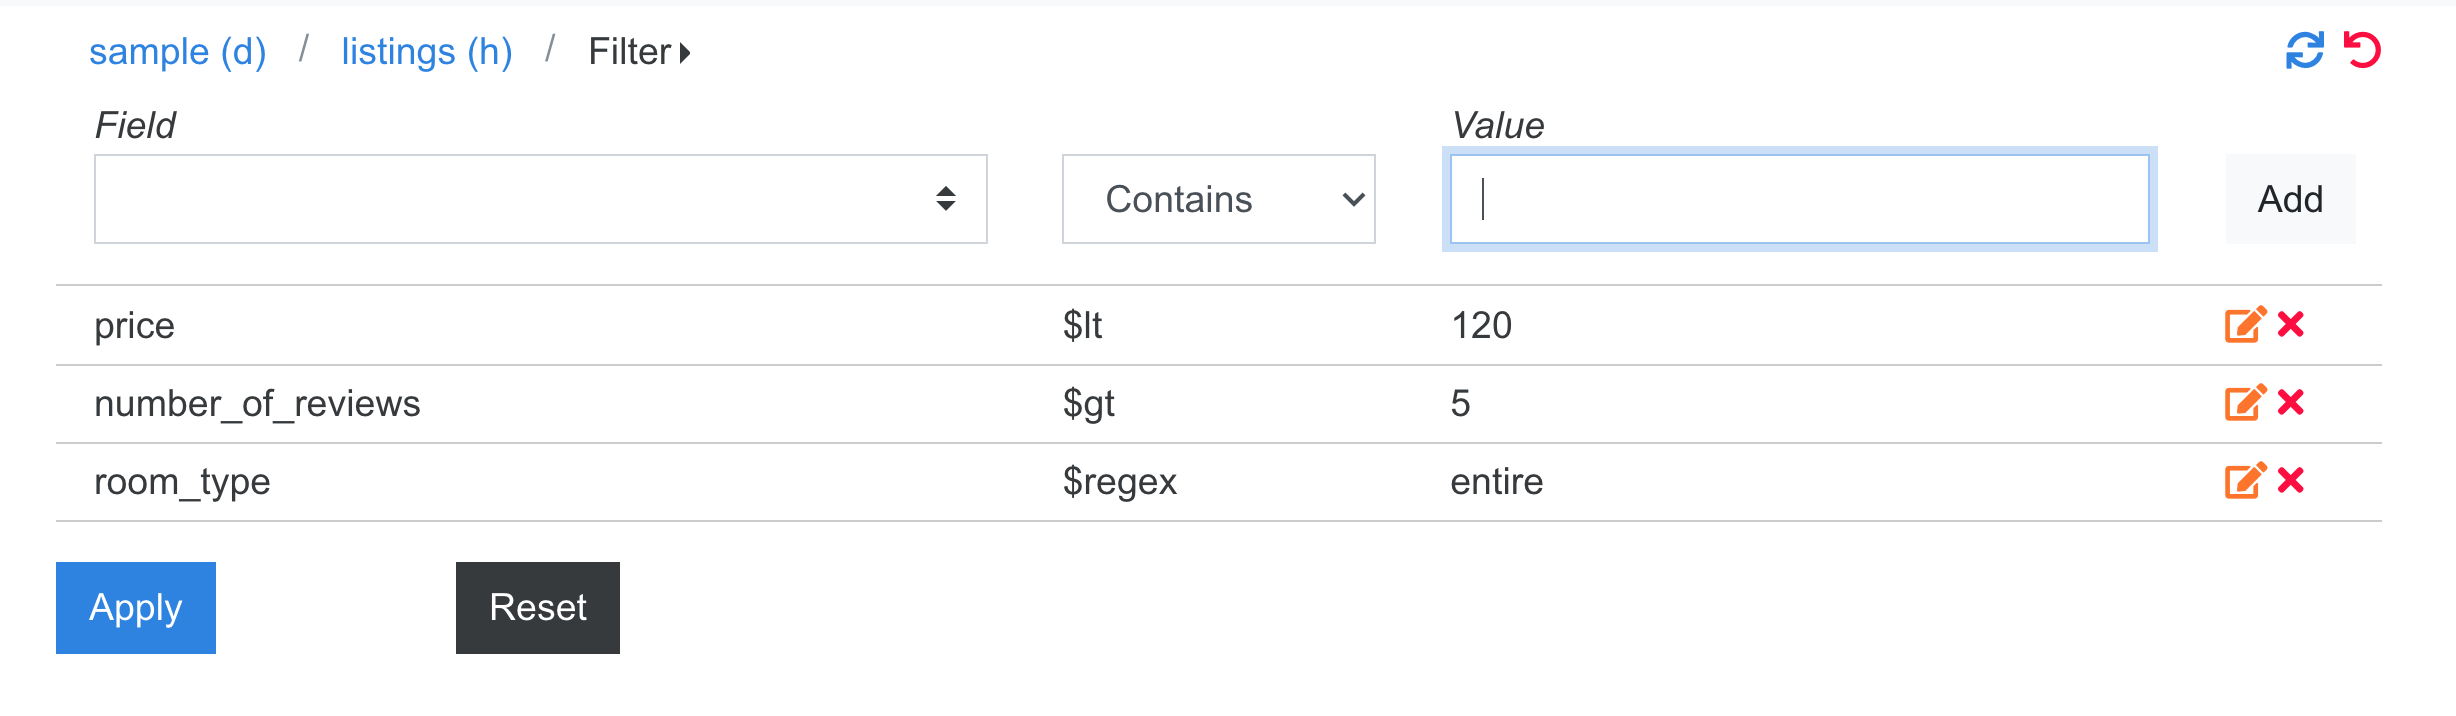 sample (d) / listings (h) / Filter
Field Value
Contains Add
price $lt 120
number_of_reviews $gt 5
room_type $regex entire
Apply Reset